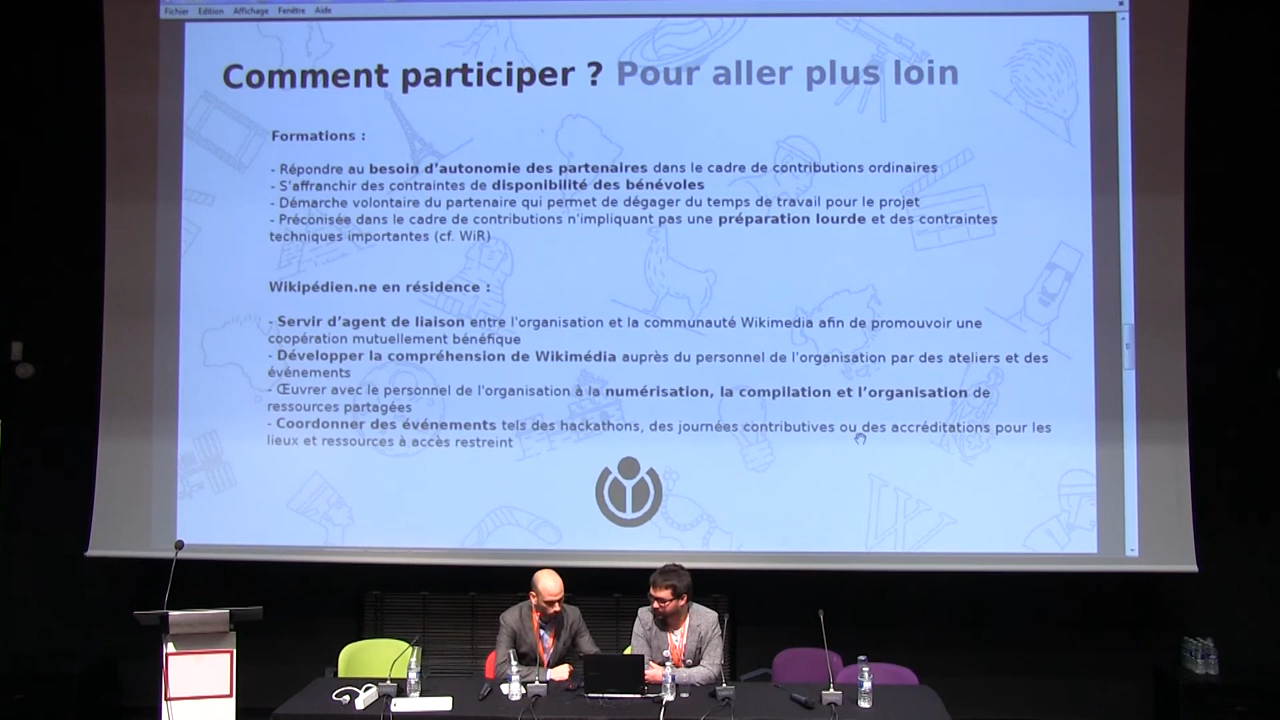 Fichier Edition Affichage Fenêtre Aide
Comment participer ? Pour aller plus loin
Formations :
- Répondre au besoin d'autonomie des partenaires dans le cadre de contributions ordinaires
- S'affranchir des contraintes de disponibilité des bénévoles
- Démarche volontaire du partenaire qui permet de dégager du temps de travail pour le projet
- Préconisée dans le cadre de contributions n'impliquant pas une préparation lourde et des contraintes
techniques importantes (cf. WiR)
Wikipédien.ne en résidence :
- Servir d'agent de liaison entre l'organisation et la communauté Wikimedia afin de promouvoir une
coopération mutuellement bénéfique
- Développer la compréhension de Wikimédia auprès du personnel de l'organisation par des ateliers et des
événements
- Œuvrer avec le personnel de l'organisation à la numérisation, la compilation et l'organisation de
ressources partagées
- Coordonner des événements tels des hackathons, des journées contributives ou des accréditations pour les
lieux et ressources à accès restreint